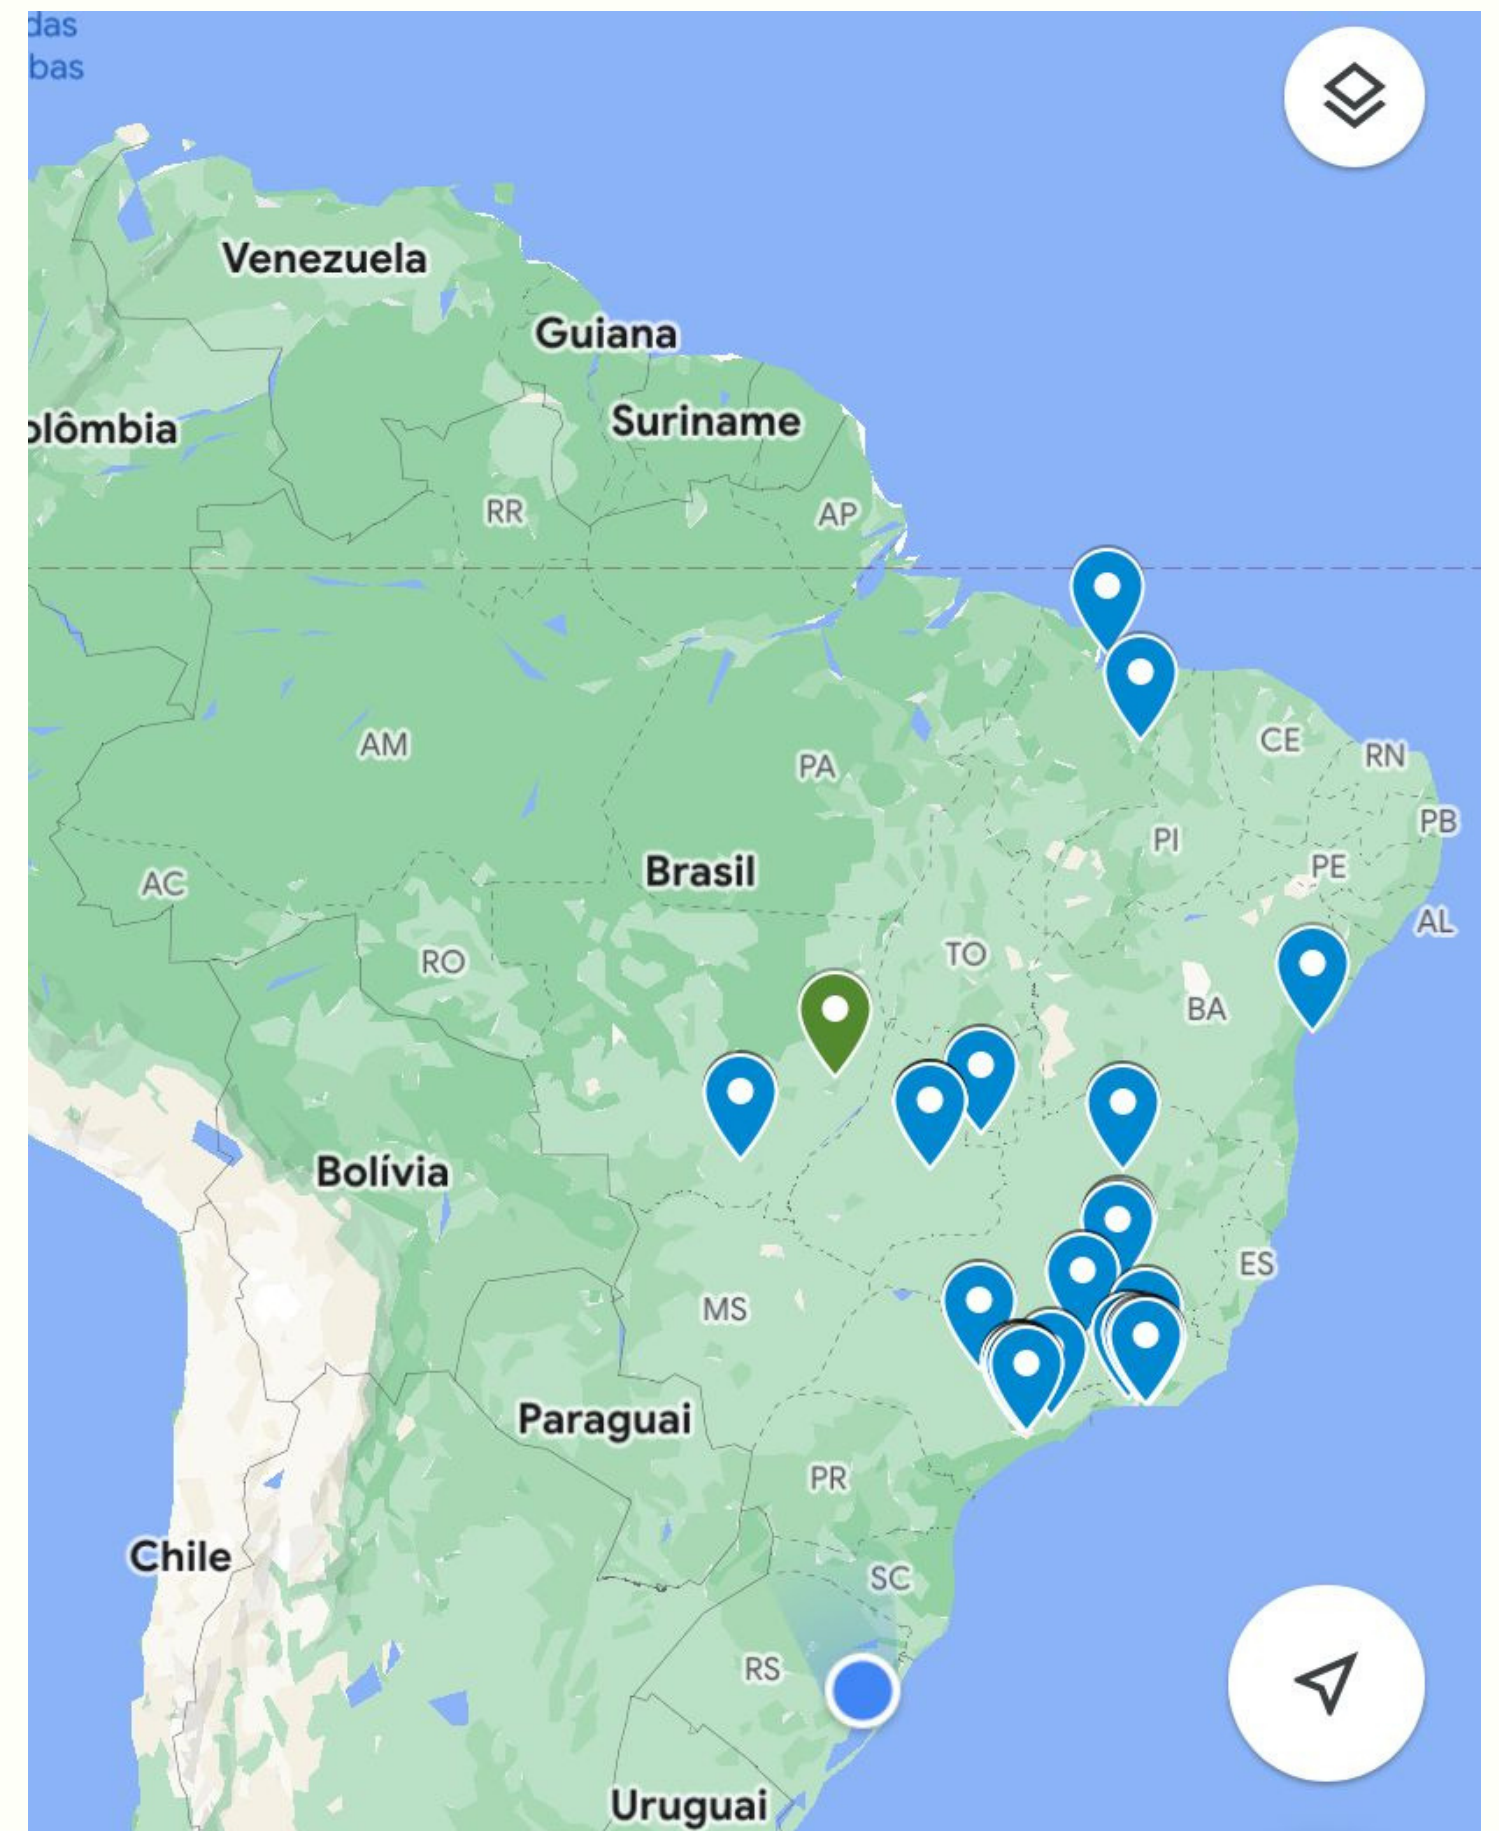 das
bas
Venezuela
Guiana
olômbia
Suriname
RR
AP
AM
PA
CE
RN
PB
PI
PE
Brasil
AC
AL
RO
TO
BA
Bolívia
ES
MS
Paraguai
PR
Chile
SC
RS
Uruguai